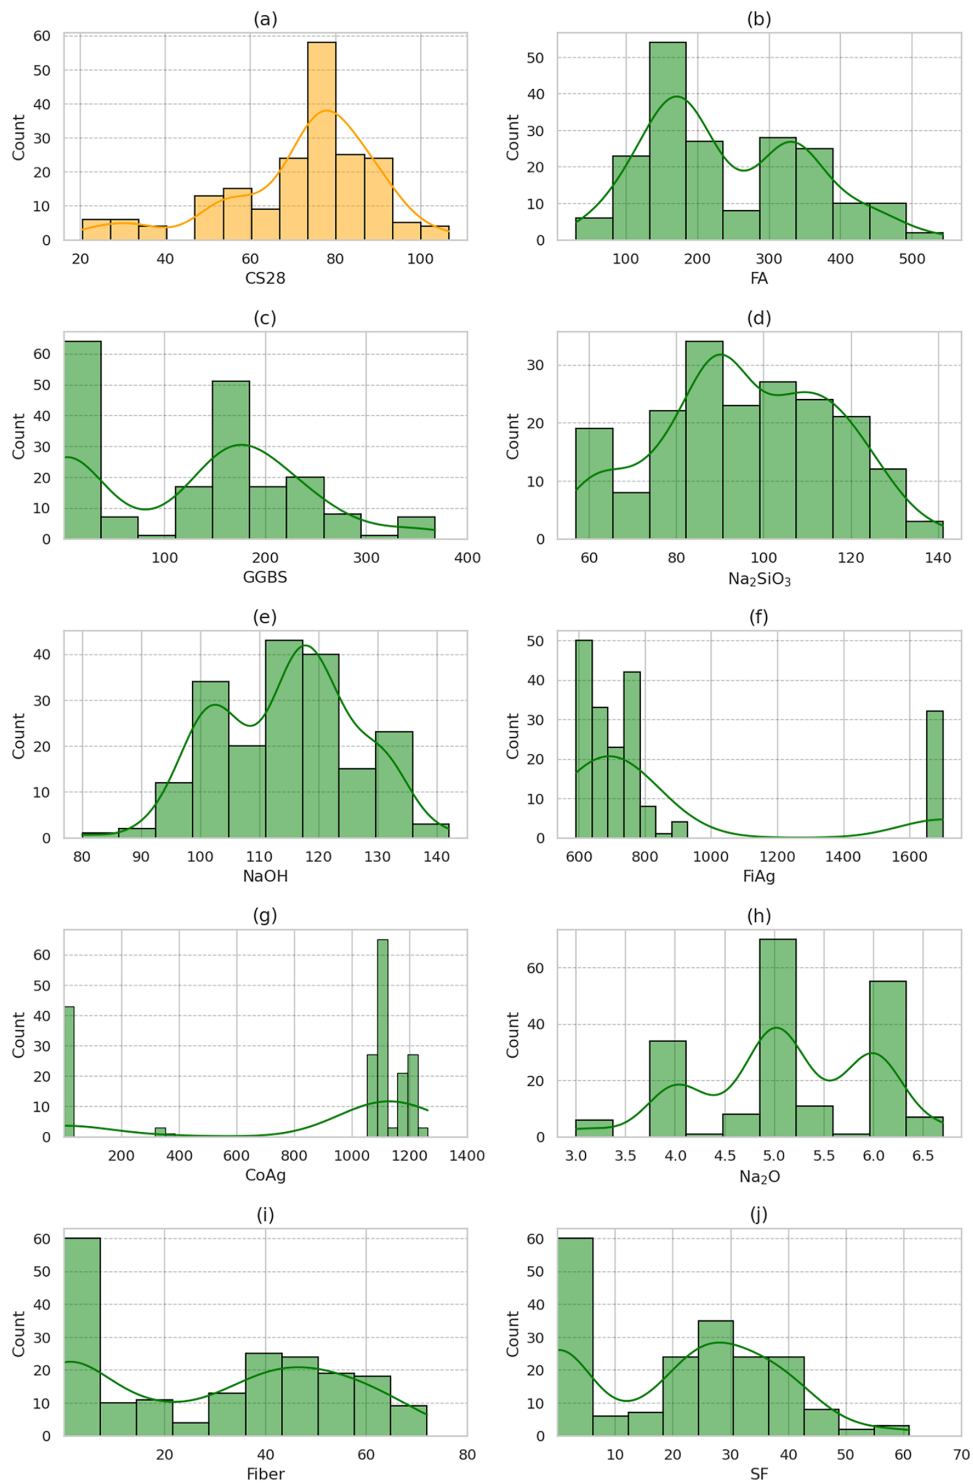 (a)
60
50
40
30
20
10
0
Count
20 40 60 80 100
CS28
(b)
50
40
30
20
10
0
Count
100 200 300 400 500
FA
(c)
60
50
40
30
20
10
0
Count
100 200 300 400
GGBS
(d)
30
20
10
0
Count
60 80 100 120 140
Na₂SiO₃
(e)
40
30
20
10
0
Count
80 90 100 110 120 130 140
NaOH
(f)
50
40
30
20
10
0
Count
600 800 1000 1200 1400 1600
FiAg
(g)
60
50
40
30
20
10
0
Count
200 400 600 800 1000 1200 1400
CoAg
(h)
60
40
20
0
Count
3.0 3.5 4.0 4.5 5.0 5.5 6.0 6.5
Na₂O
(i)
60
50
40
30
20
10
0
Count
20 40 60 80
Fiber
(j)
60
50
40
30
20
10
0
Count
10 20 30 40 50 60 70
SF